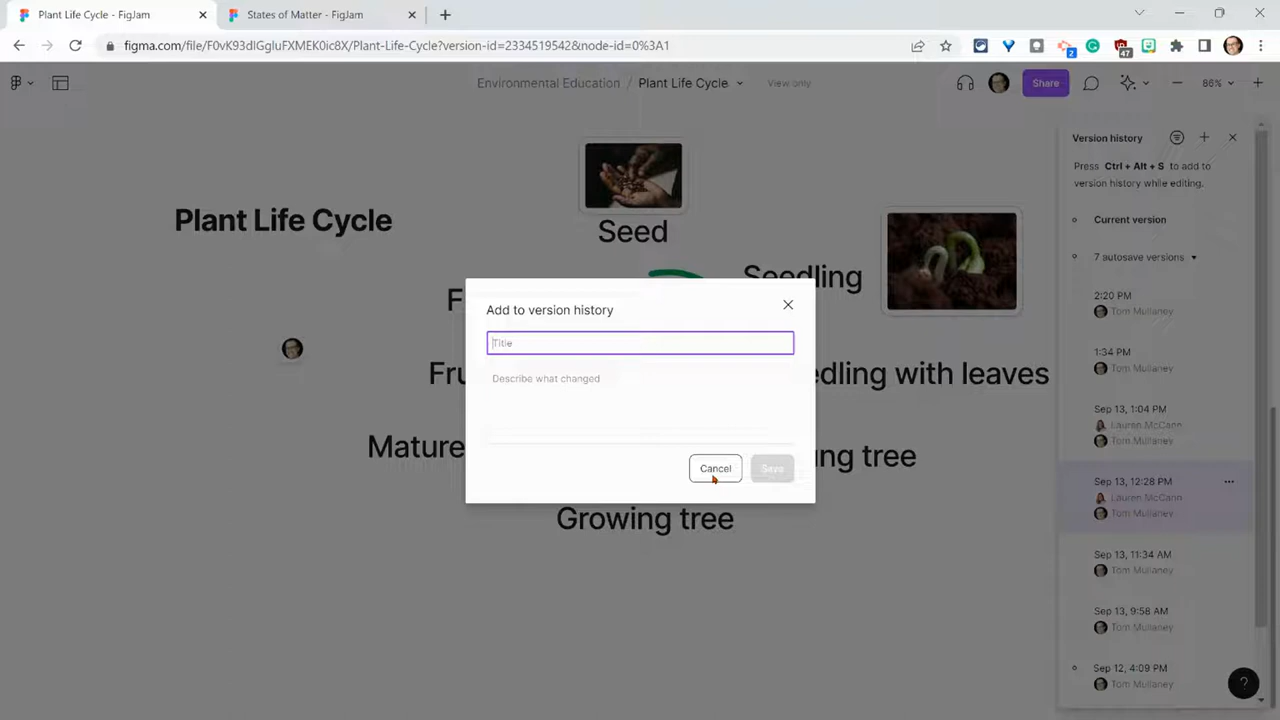 Plant Life Cycle - FigJam
States of Matter - FigJam
figma.com/file/F0vK93dIGgluFXMEK0ic8X/Plant-Life-Cycle?version-id=2334519542&node-id=0%3A1
2
47
Environmental Education / Plant Life Cycle
View only
Share
86%
Version history
Press Ctrl + Alt + S to add to
version history while editing.
Current version
7 autosave versions
2:20 PM
Tom Mullaney
1:34 PM
Tom Mullaney
Sep 13, 1:04 PM
Lauren McCann
Tom Mullaney
Sep 13, 12:28 PM
Lauren McCann
Tom Mullaney
Sep 13, 11:34 AM
Tom Mullaney
Sep 13, 9:58 AM
Tom Mullaney
Sep 12, 4:09 PM
Tom Mullaney
?
Plant Life Cycle
Seed
Seedling
F
Fru
edling with leaves
Mature
ng tree
Growing tree
Add to version history
Title
Describe what changed
Cancel
Save